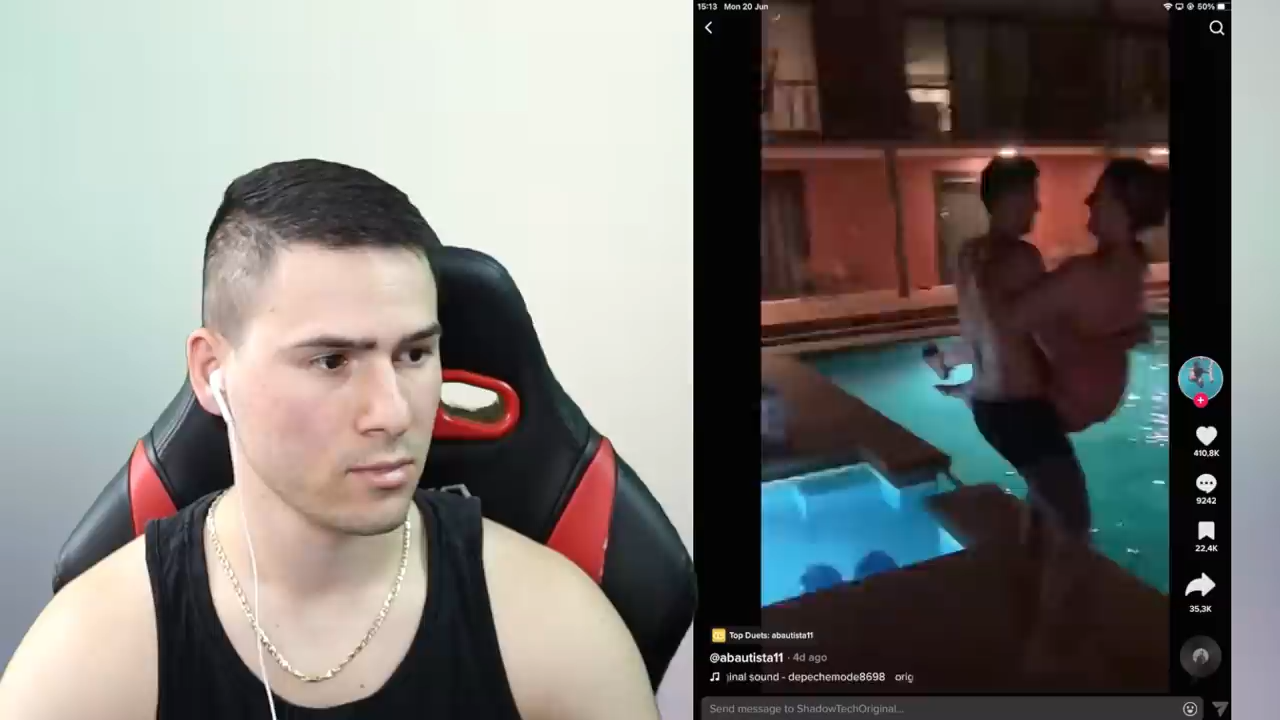 15:13 Mon 20 Jun
50%
410,8K
9242
22,4K
35,3K
Top Duets: abautista11
@abautista11 · 4d ago
inal sound - depechemode8698 orig
Send message to ShadowTechOriginal...